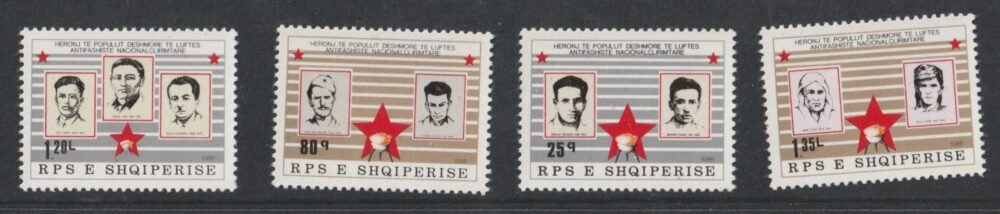 HERONJ TE POPULLIT DESHMORE TE LUFTES
ANTIFASHISTE NACIONALCLIRIMTARE
1.20L
RPS E SHQIPERISE
HERONJ TE POPULLIT DESHMORE TE LUFTES
ANTIFASHISTE NACIONALCLIRIMTARE
80q
RPS E SHQIPERISE
HERONJ TE POPULLIT DESHMORE TE LUFTES
ANTIFASHISTE NACIONALCLIRIMTARE
25q
RPS E SHQIPERISE
HERONJ TE POPULLIT DESHMORE TE LUFTES
ANTIFASHISTE NACIONALCLIRIMTARE
1.35L
RPS E SHQIPERISE